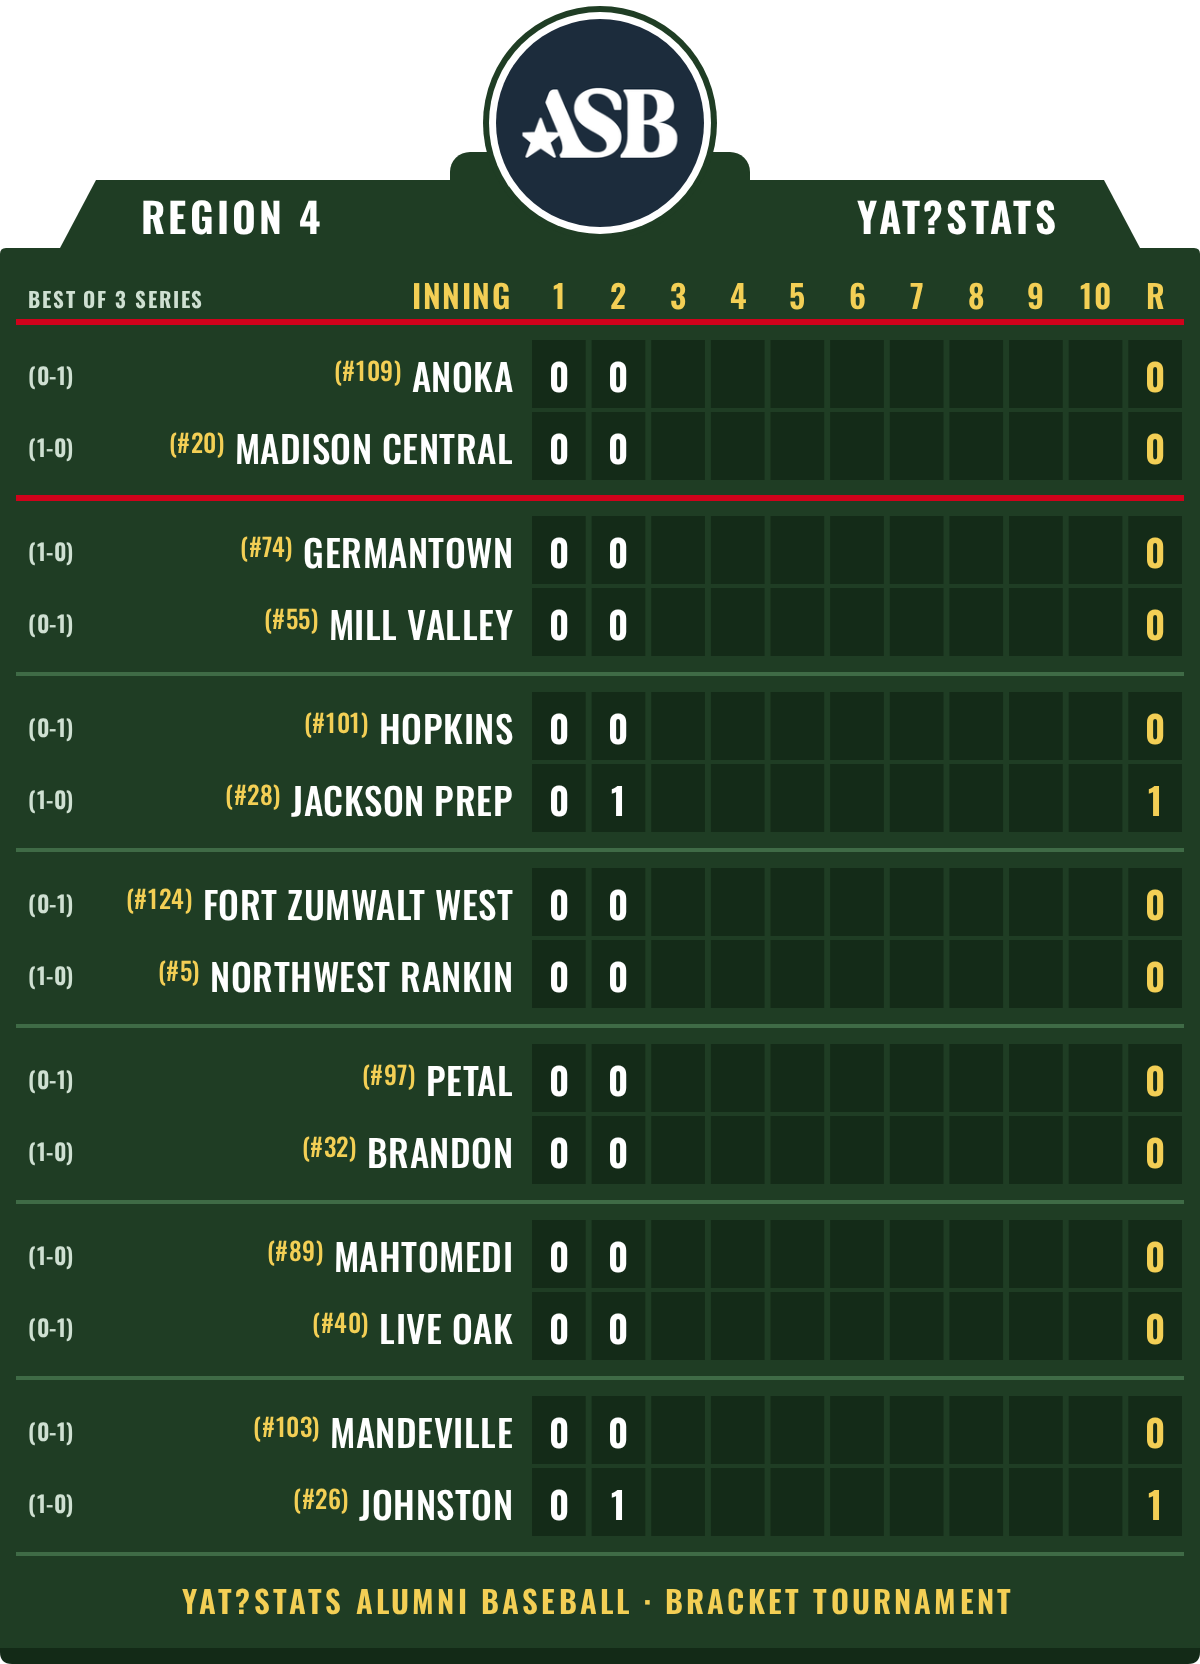 ASB
REGION 4 YAT?STATS
BEST OF 3 SERIES INNING 1 2 3 4 5 6 7 8 9 10 R
(0-1) (#109) ANOKA 0 0 0
(1-0) (#20) MADISON CENTRAL 0 0 0
(1-0) (#74) GERMANTOWN 0 0 0
(0-1) (#55) MILL VALLEY 0 0 0
(0-1) (#101) HOPKINS 0 0 0
(1-0) (#28) JACKSON PREP 0 1 1
(0-1) (#124) FORT ZUMWALT WEST 0 0 0
(1-0) (#5) NORTHWEST RANKIN 0 0 0
(0-1) (#97) PETAL 0 0 0
(1-0) (#32) BRANDON 0 0 0
(1-0) (#89) MAHTOMEDI 0 0 0
(0-1) (#40) LIVE OAK 0 0 0
(0-1) (#103) MANDEVILLE 0 0 0
(1-0) (#26) JOHNSTON 0 1 1
YAT?STATS ALUMNI BASEBALL · BRACKET TOURNAMENT